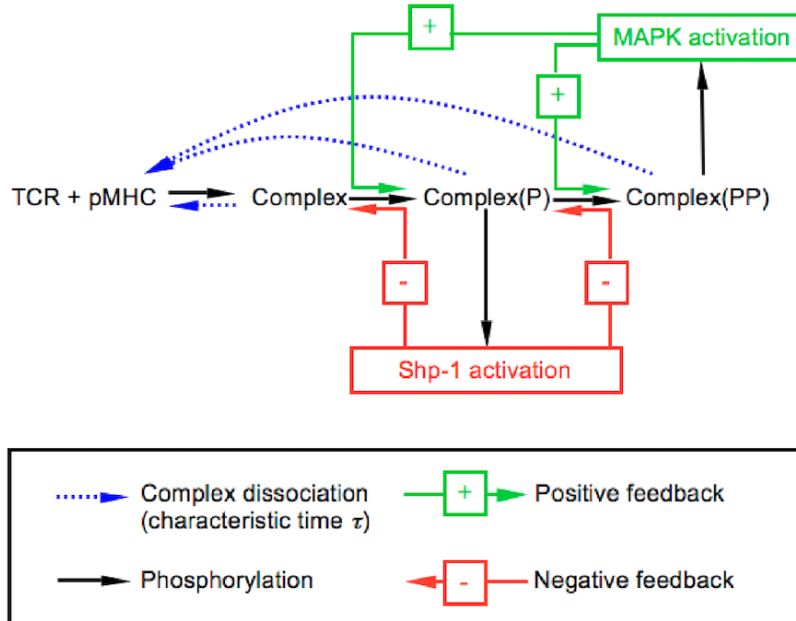 +
MAPK activation
+
TCR + pMHC Complex Complex(P) Complex(PP)
- -
Shp-1 activation
Complex dissociation
(characteristic time τ)
+ Positive feedback
Phosphorylation
- Negative feedback